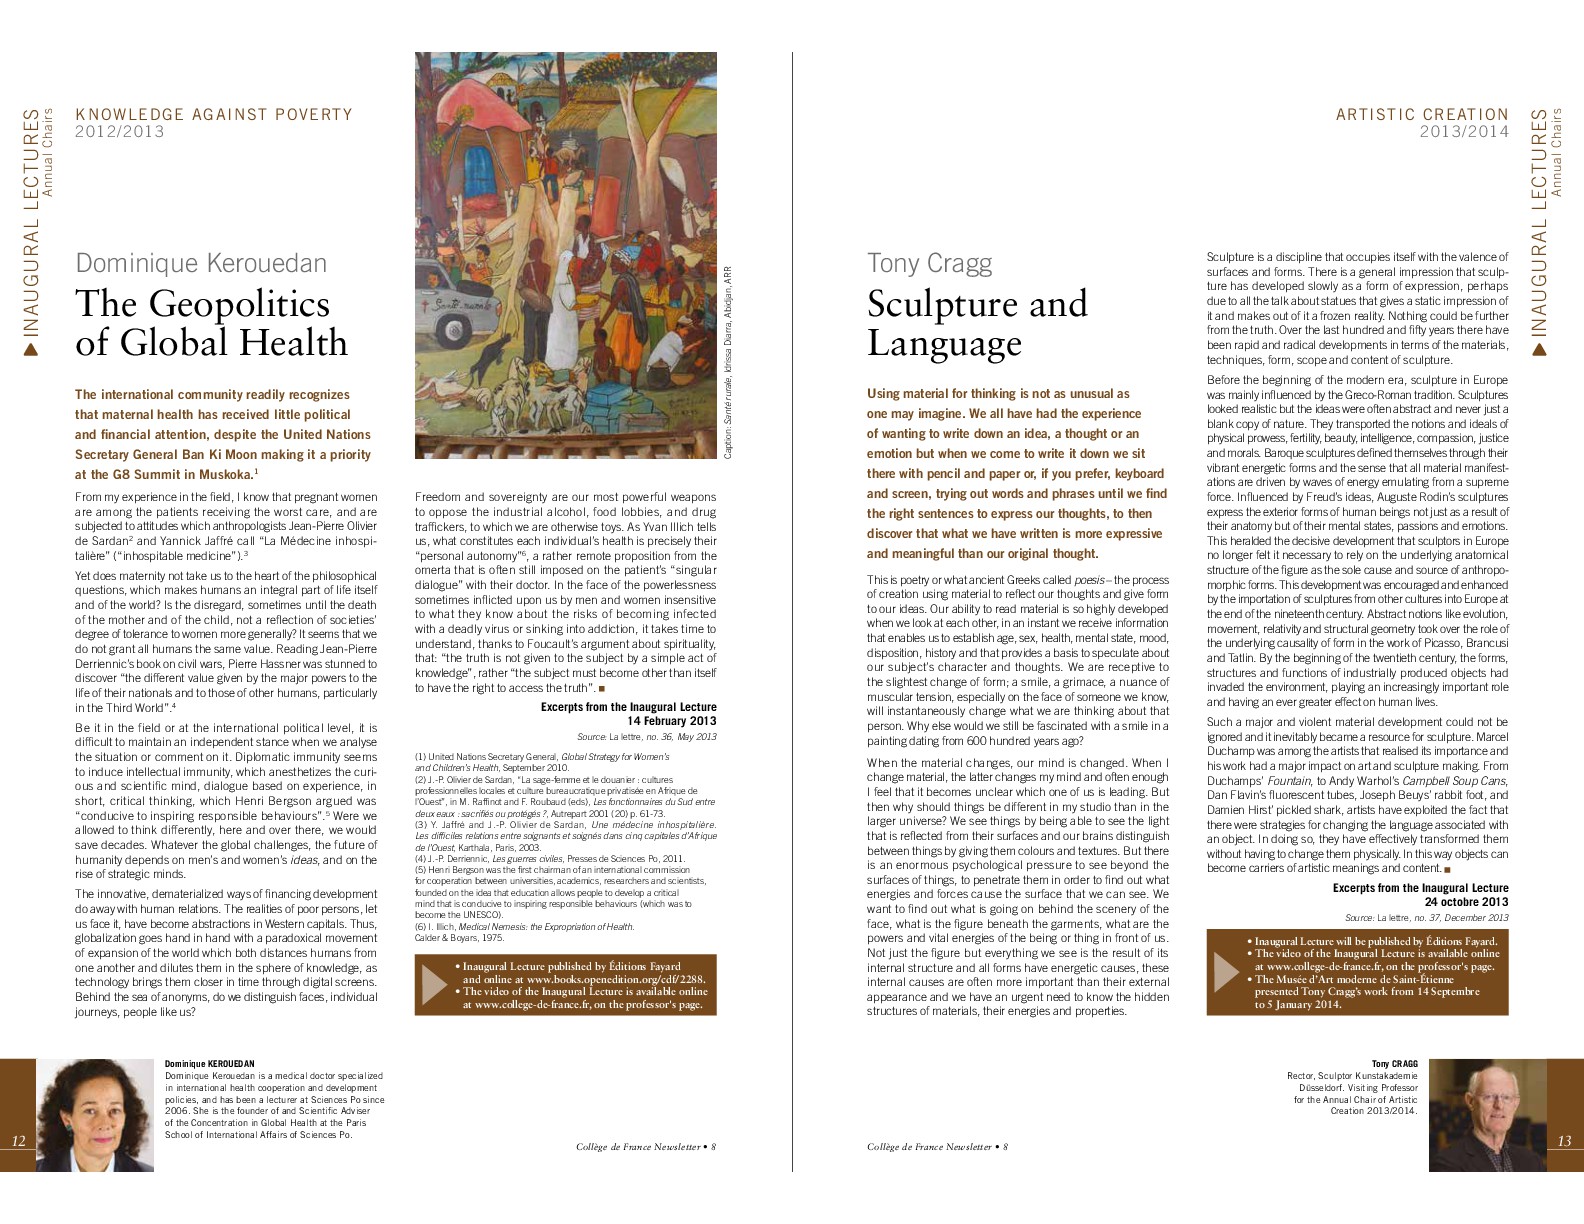 INAUGURAL LECTURES
Annual Chairs
KNOWLEDGE AGAINST POVERTY
2012/2013
Dominique Kerouedan
The Geopolitics
of Global Health
The international community readily recognizes
that maternal health has received little political
and financial attention, despite the United Nations
Secretary General Ban Ki Moon making it a priority
at the G8 Summit in Muskoka.¹
From my experience in the field, I know that pregnant women
are among the patients receiving the worst care, and are
subjected to attitudes which anthropologists Jean-Pierre Olivier
de Sardan² and Yannick Jaffré call “La Médecine inhospi-
talière” (“inhospitable medicine”).³
Yet does maternity not take us to the heart of the philosophical
questions, which makes humans an integral part of life itself
and of the world? Is the disregard, sometimes until the death
of the mother and of the child, not a reflection of societies’
degree of tolerance to women more generally? It seems that we
do not grant all humans the same value. Reading Jean-Pierre
Derriennic’s book on civil wars, Pierre Hassner was stunned to
discover “the different value given by the major powers to the
life of their nationals and to those of other humans, particularly
in the Third World”.⁴
Be it in the field or at the international political level, it is
difficult to maintain an independent stance when we analyse
the situation or comment on it. Diplomatic immunity seems
to induce intellectual immunity, which anesthetizes the curi-
ous and scientific mind, dialogue based on experience, in
short, critical thinking, which Henri Bergson argued was
“conducive to inspiring responsible behaviours”.⁵ Were we
allowed to think differently, here and over there, we would
save decades. Whatever the global challenges, the future of
humanity depends on men’s and women’s ideas, and on the
rise of strategic minds.
The innovative, dematerialized ways of financing development
do away with human relations. The realities of poor persons, let
us face it, have become abstractions in Western capitals. Thus,
globalization goes hand in hand with a paradoxical movement
of expansion of the world which both distances humans from
one another and dilutes them in the sphere of knowledge, as
technology brings them closer in time through digital screens.
Behind the sea of anonyms, do we distinguish faces, individual
journeys, people like us?
Santé rurale
Caption: Santé rurale, Idrissa Diarra, Abidjan, ARR
Freedom and sovereignty are our most powerful weapons
to oppose the industrial alcohol, food lobbies, and drug
traffickers, to which we are otherwise toys. As Yvan Illich tells
us, what constitutes each individual’s health is precisely their
“personal autonomy”⁶, a rather remote proposition from the
omerta that is often still imposed on the patient’s “singular
dialogue” with their doctor. In the face of the powerlessness
sometimes inflicted upon us by men and women insensitive
to what they know about the risks of becoming infected
with a deadly virus or sinking into addiction, it takes time to
understand, thanks to Foucault’s argument about spirituality,
that: “the truth is not given to the subject by a simple act of
knowledge”, rather “the subject must become other than itself
to have the right to access the truth”. ■
Excerpts from the Inaugural Lecture
14 February 2013
Source: La lettre, no. 36, May 2013
(1) United Nations Secretary General, Global Strategy for Women’s
and Children’s Health, September 2010.
(2) J.-P. Olivier de Sardan, “La sage-femme et le douanier : cultures
professionnelles locales et culture bureaucratique privatisée en Afrique de
l’Ouest”, in M. Raffinot and F. Roubaud (eds), Les fonctionnaires du Sud entre
deux eaux : sacrifiés ou protégés ?, Autrepart 2001 (20) p. 61-73.
(3) Y. Jaffré and J.-P. Olivier de Sardan, Une médecine inhospitalière.
Les difficiles relations entre soignants et soignés dans cinq capitales d’Afrique
de l’Ouest, Karthala, Paris, 2003.
(4) J.-P. Derriennic, Les guerres civiles, Presses de Sciences Po, 2011.
(5) Henri Bergson was the first chairman of an international commission
for cooperation between universities, academics, researchers and scientists,
founded on the idea that education allows people to develop a critical
mind that is conducive to inspiring responsible behaviours (which was to
become the UNESCO).
(6) I. Illich, Medical Nemesis: the Expropriation of Health.
Calder & Boyars, 1975.
• Inaugural Lecture published by Éditions Fayard
and online at www.books.openedition.org/cdf/2288.
• The video of the Inaugural Lecture is available online
at www.college-de-france.fr, on the professor's page.
Dominique KEROUEDAN
Dominique Kerouedan is a medical doctor specialized
in international health cooperation and development
policies, and has been a lecturer at Sciences Po since
2006. She is the founder of and Scientific Adviser
of the Concentration in Global Health at the Paris
School of International Affairs of Sciences Po.
12
Collège de France Newsletter • 8
ARTISTIC CREATION
2013/2014
INAUGURAL LECTURES
Annual Chairs
Tony Cragg
Sculpture and
Language
Using material for thinking is not as unusual as
one may imagine. We all have had the experience
of wanting to write down an idea, a thought or an
emotion but when we come to write it down we sit
there with pencil and paper or, if you prefer, keyboard
and screen, trying out words and phrases until we find
the right sentences to express our thoughts, to then
discover that what we have written is more expressive
and meaningful than our original thought.
This is poetry or what ancient Greeks called poesis – the process
of creation using material to reflect our thoughts and give form
to our ideas. Our ability to read material is so highly developed
when we look at each other, in an instant we receive information
that enables us to establish age, sex, health, mental state, mood,
disposition, history and that provides a basis to speculate about
our subject’s character and thoughts. We are receptive to
the slightest change of form; a smile, a grimace, a nuance of
muscular tension, especially on the face of someone we know,
will instantaneously change what we are thinking about that
person. Why else would we still be fascinated with a smile in a
painting dating from 600 hundred years ago?
When the material changes, our mind is changed. When I
change material, the latter changes my mind and often enough
I feel that it becomes unclear which one of us is leading. But
then why should things be different in my studio than in the
larger universe? We see things by being able to see the light
that is reflected from their surfaces and our brains distinguish
between things by giving them colours and textures. But there
is an enormous psychological pressure to see beyond the
surfaces of things, to penetrate them in order to find out what
energies and forces cause the surface that we can see. We
want to find out what is going on behind the scenery of the
face, what is the figure beneath the garments, what are the
powers and vital energies of the being or thing in front of us.
Not just the figure but everything we see is the result of its
internal structure and all forms have energetic causes, these
internal causes are often more important than their external
appearance and we have an urgent need to know the hidden
structures of materials, their energies and properties.
Sculpture is a discipline that occupies itself with the valence of
surfaces and forms. There is a general impression that sculp-
ture has developed slowly as a form of expression, perhaps
due to all the talk about statues that gives a static impression of
it and makes out of it a frozen reality. Nothing could be further
from the truth. Over the last hundred and fifty years there have
been rapid and radical developments in terms of the materials,
techniques, form, scope and content of sculpture.
Before the beginning of the modern era, sculpture in Europe
was mainly influenced by the Greco-Roman tradition. Sculptures
looked realistic but the ideas were often abstract and never just a
blank copy of nature. They transported the notions and ideals of
physical prowess, fertility, beauty, intelligence, compassion, justice
and morals. Baroque sculptures defined themselves through their
vibrant energetic forms and the sense that all material manifest-
ations are driven by waves of energy emulating from a supreme
force. Influenced by Freud’s ideas, Auguste Rodin’s sculptures
express the exterior forms of human beings not just as a result of
their anatomy but of their mental states, passions and emotions.
This heralded the decisive development that sculptors in Europe
no longer felt it necessary to rely on the underlying anatomical
structure of the figure as the sole cause and source of anthropo-
morphic forms. This development was encouraged and enhanced
by the importation of sculptures from other cultures into Europe at
the end of the nineteenth century. Abstract notions like evolution,
movement, relativity and structural geometry took over the role of
the underlying causality of form in the work of Picasso, Brancusi
and Tatlin. By the beginning of the twentieth century, the forms,
structures and functions of industrially produced objects had
invaded the environment, playing an increasingly important role
and having an ever greater effect on human lives.
Such a major and violent material development could not be
ignored and it inevitably became a resource for sculpture. Marcel
Duchamp was among the artists that realised its importance and
his work had a major impact on art and sculpture making. From
Duchamps’ Fountain, to Andy Warhol’s Campbell Soup Cans,
Dan Flavin’s fluorescent tubes, Joseph Beuys’ rabbit foot, and
Damien Hirst’ pickled shark, artists have exploited the fact that
there were strategies for changing the language associated with
an object. In doing so, they have effectively transformed them
without having to change them physically. In this way objects can
become carriers of artistic meanings and content. ■
Excerpts from the Inaugural Lecture
24 octobre 2013
Source: La lettre, no. 37, December 2013
• Inaugural Lecture will be published by Éditions Fayard.
• The video of the Inaugural Lecture is available online
at www.college-de-france.fr, on the professor's page.
• The Musée d’Art moderne de Saint-Étienne
presented Tony Cragg’s work from 14 Septembre
to 5 January 2014.
Tony CRAGG
Rector, Sculptor Kunstakademie
Düsseldorf. Visiting Professor
for the Annual Chair of Artistic
Creation 2013/2014.
Collège de France Newsletter • 8
13